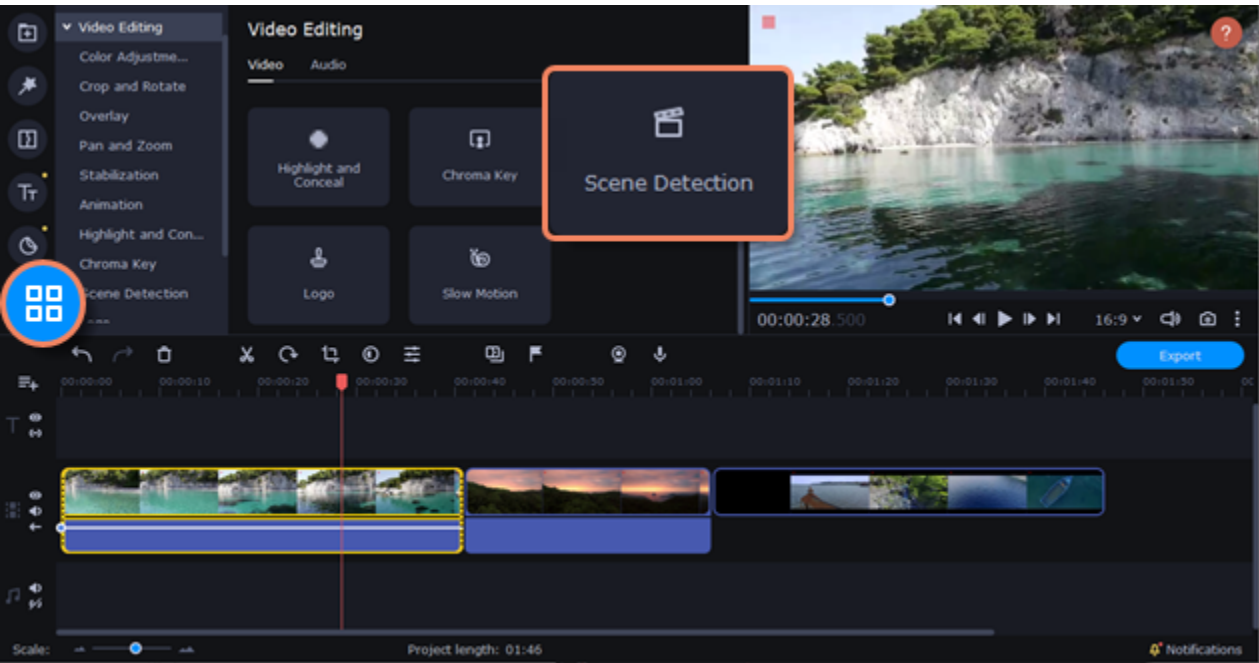 Video Editing
Color Adjustme...
Crop and Rotate
Overlay
Pan and Zoom
Stabilization
Animation
Highlight and Con...
Chroma Key
Scene Detection
Video Editing
Video Audio
Highlight and
Conceal
Chroma Key
Scene Detection
Logo
Slow Motion
?
00:00:28.500
16:9
Export
00:00:00 00:00:10 00:00:20 00:00:30 00:00:40 00:00:50 00:01:00 00:01:10 00:01:20 00:01:30 00:01:40 00:01:50
Scale:
Project length: 01:46
Notifications